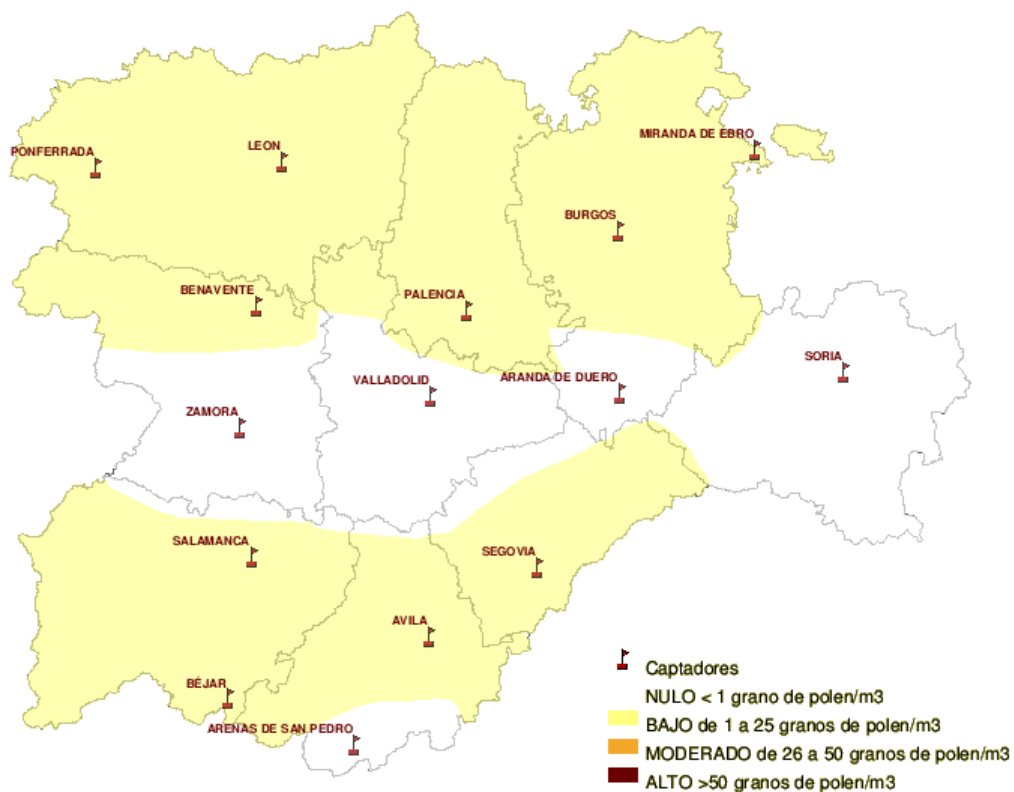 MIRANDA DE EBRO
PONFERRADA
LEON
BURGOS
BENAVENTE
PALENCIA
SORIA
VALLADOLID
ARANDA DE DUERO
ZAMORA
SALAMANCA
SEGOVIA
AVILA
BÉJAR
ARENAS DE SAN PEDRO
Captadores
NULO < 1 grano de polen/m3
BAJO de 1 a 25 granos de polen/m3
MODERADO de 26 a 50 granos de polen/m3
ALTO >50 granos de polen/m3